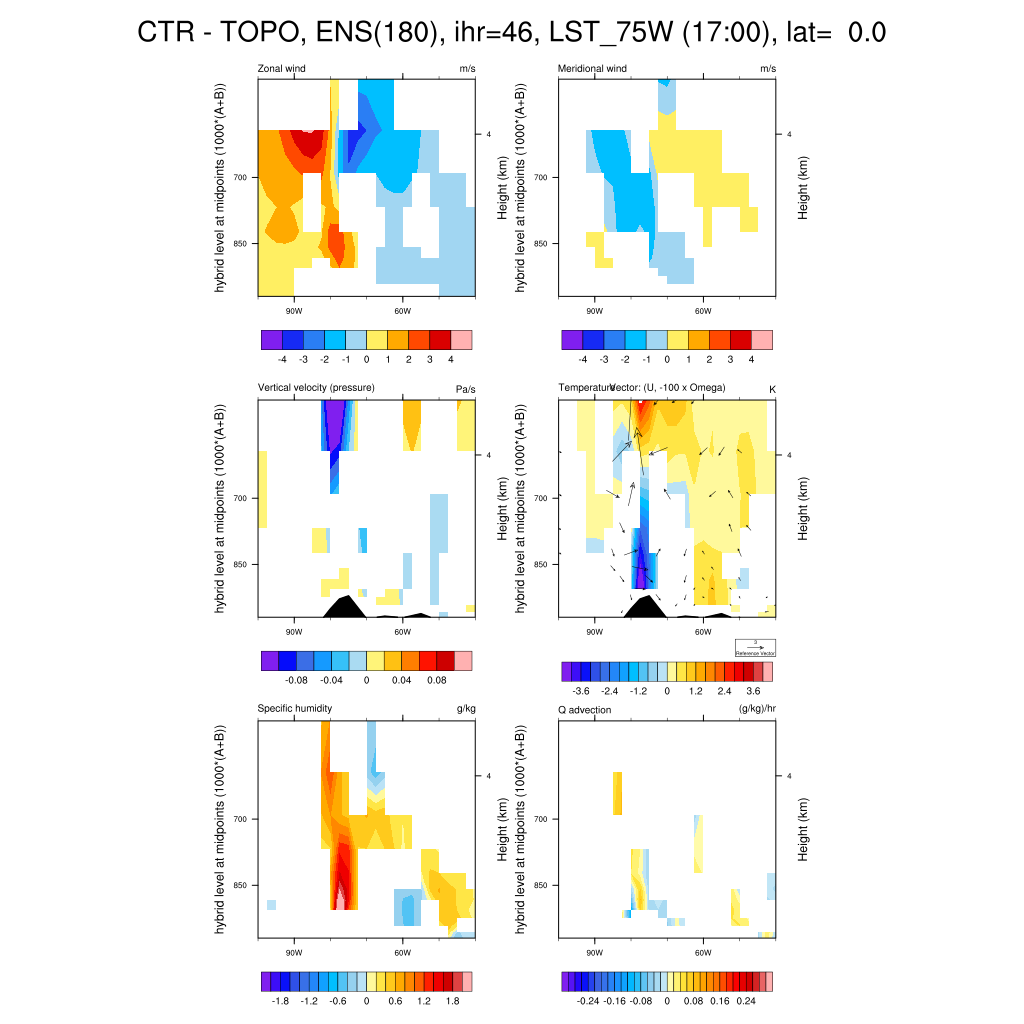 CTR - TOPO, ENS(180), ihr=46, LST_75W (17:00), lat=  0.0
Zonal wind m/s
hybrid level at midpoints (1000*(A+B))
700
850
4
Height (km)
90W 60W
-4 -3 -2 -1 0 1 2 3 4
Meridional wind m/s
hybrid level at midpoints (1000*(A+B))
700
850
4
Height (km)
90W 60W
-4 -3 -2 -1 0 1 2 3 4
Vertical velocity (pressure) Pa/s
hybrid level at midpoints (1000*(A+B))
700
850
4
Height (km)
90W 60W
-0.08 -0.04 0 0.04 0.08
Temperature Vector: (U, -100 x Omega) K
hybrid level at midpoints (1000*(A+B))
700
850
4
Height (km)
90W 60W
3
Reference Vector
-3.6 -2.4 -1.2 0 1.2 2.4 3.6
Specific humidity g/kg
hybrid level at midpoints (1000*(A+B))
700
850
4
Height (km)
90W 60W
-1.8 -1.2 -0.6 0 0.6 1.2 1.8
Q advection (g/kg)/hr
hybrid level at midpoints (1000*(A+B))
700
850
4
Height (km)
90W 60W
-0.24 -0.16 -0.08 0 0.08 0.16 0.24